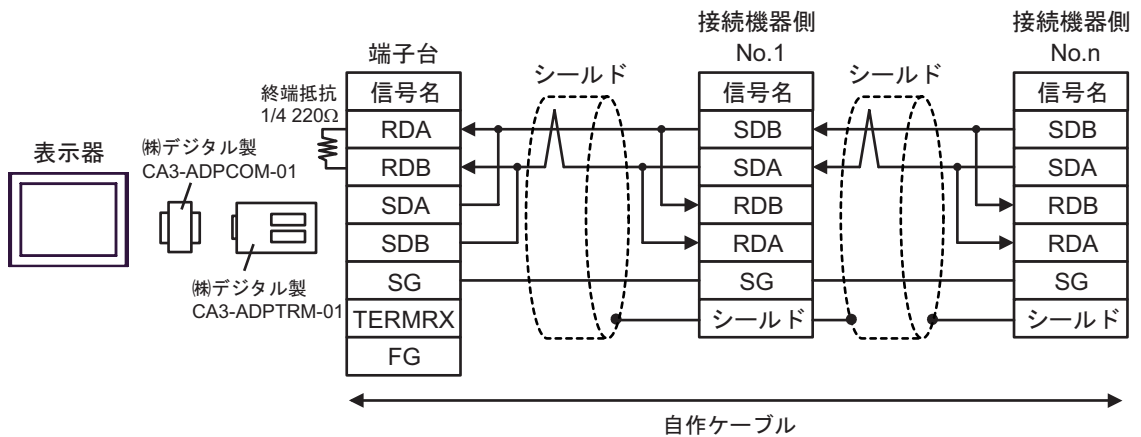 表示器
㈱デジタル製
CA3-ADPCOM-01
㈱デジタル製
CA3-ADPTRM-01
終端抵抗
1/4 220Ω
端子台
信号名
RDA
RDB
SDA
SDB
SG
TERMRX
FG
シールド
接続機器側
No.1
信号名
SDB
SDA
RDB
RDA
SG
シールド
シールド
接続機器側
No.n
信号名
SDB
SDA
RDB
RDA
SG
シールド
自作ケーブル